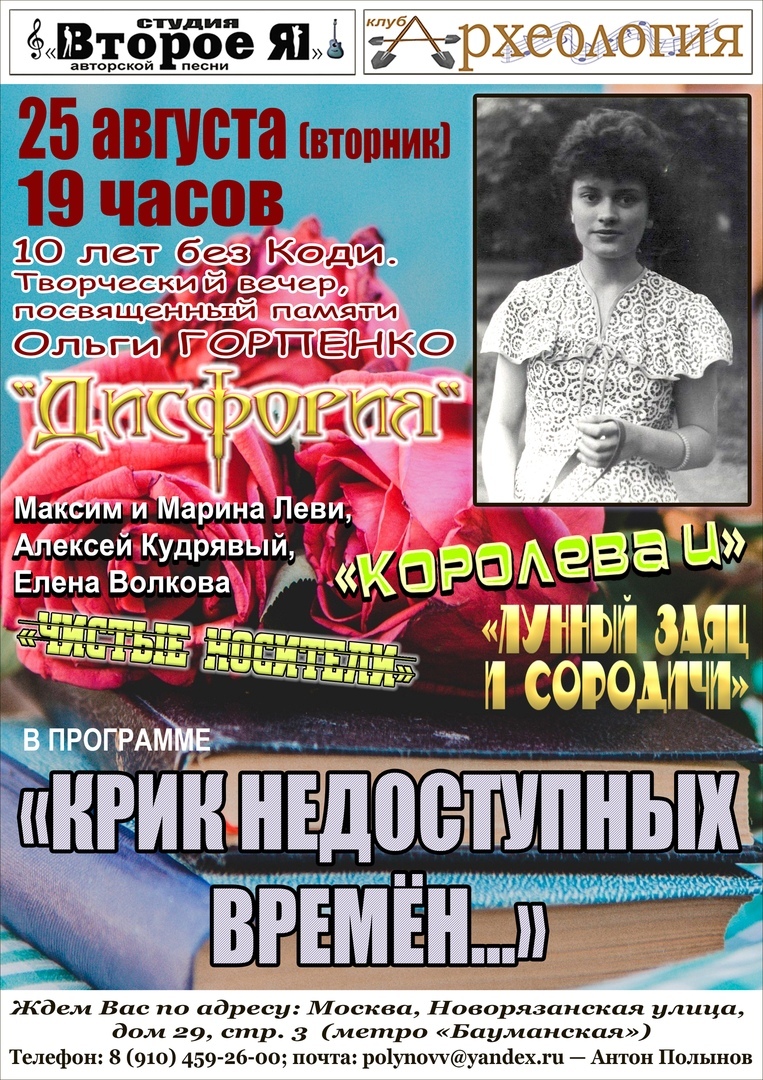 студия
«Второе Я»
авторской песни
клуб
Археология
25 августа (вторник)
19 часов
10 лет без Коди.
Творческий вечер,
посвященный памяти
Ольги ГОРПЕНКО
"Дисфория"
Максим и Марина Леви,
Алексей Кудрявый,
Елена Волкова
«Королева И»
«ЧИСТЫЕ НОСИТЕЛИ»
«ЛУННЫЙ ЗАЯЦ
И СОРОДИЧИ»
В ПРОГРАММЕ
«КРИК НЕДОСТУПНЫХ
ВРЕМЁН...»
Ждем Вас по адресу: Москва, Новорязанская улица,
дом 29, стр. 3 (метро «Бауманская»)
Телефон: 8 (910) 459-26-00; почта: polynovv@yandex.ru — Антон Полынов